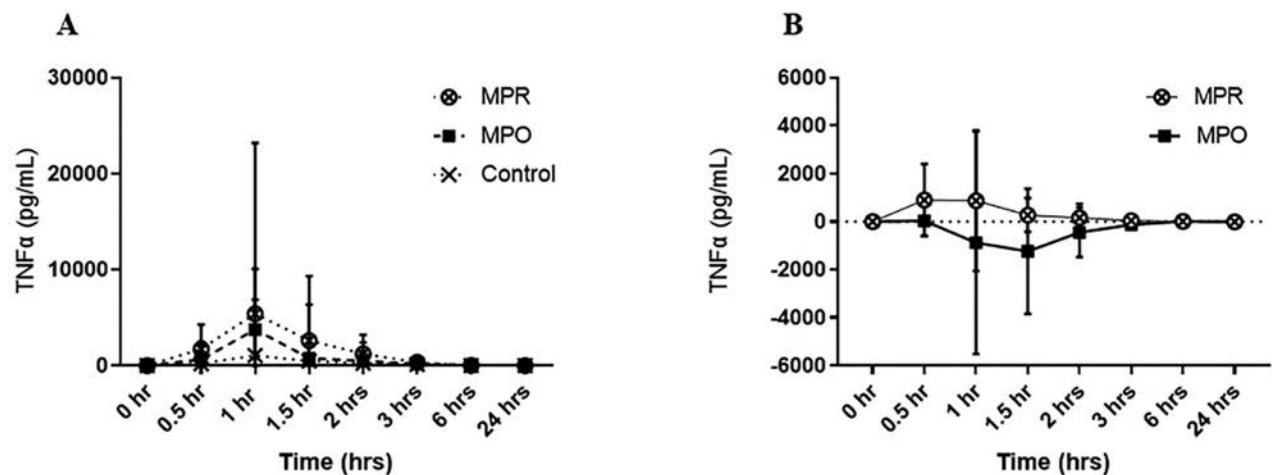 A
30000
20000
10000
0
TNFα (pg/mL)
MPR
MPO
Control
0 hr
0.5 hr
1 hr
1.5 hr
2 hrs
3 hrs
6 hrs
24 hrs
Time (hrs)
B
6000
4000
2000
0
-2000
-4000
-6000
TNFα (pg/mL)
MPR
MPO
0 hr
0.5 hr
1 hr
1.5 hr
2 hrs
3 hrs
6 hrs
24 hrs
Time (hrs)